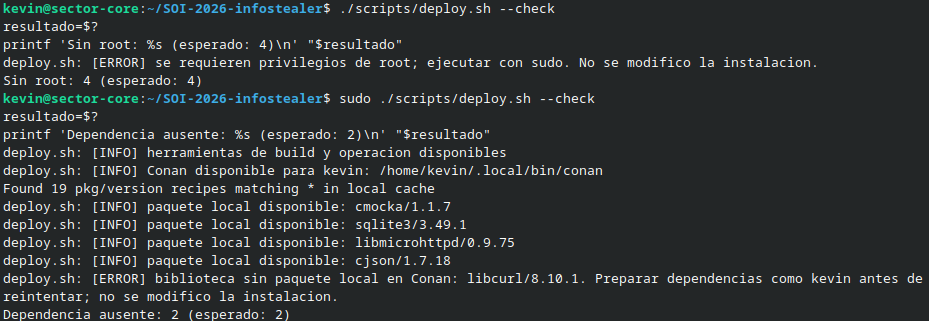 kevin@sector-core:~/SOI-2026-infostealer$ ./scripts/deploy.sh --check
resultado=$?
printf 'Sin root: %s (esperado: 4)\n' "$resultado"
deploy.sh: [ERROR] se requieren privilegios de root; ejecutar con sudo. No se modifico la instalacion.
Sin root: 4 (esperado: 4)
kevin@sector-core:~/SOI-2026-infostealer$ sudo ./scripts/deploy.sh --check
resultado=$?
printf 'Dependencia ausente: %s (esperado: 2)\n' "$resultado"
deploy.sh: [INFO] herramientas de build y operacion disponibles
deploy.sh: [INFO] Conan disponible para kevin: /home/kevin/.local/bin/conan
Found 19 pkg/version recipes matching * in local cache
deploy.sh: [INFO] paquete local disponible: cmocka/1.1.7
deploy.sh: [INFO] paquete local disponible: sqlite3/3.49.1
deploy.sh: [INFO] paquete local disponible: libmicrohttpd/0.9.75
deploy.sh: [INFO] paquete local disponible: cjson/1.7.18
deploy.sh: [ERROR] biblioteca sin paquete local en Conan: libcurl/8.10.1. Preparar dependencias como kevin antes de
reintentar; no se modifico la instalacion.
Dependencia ausente: 2 (esperado: 2)